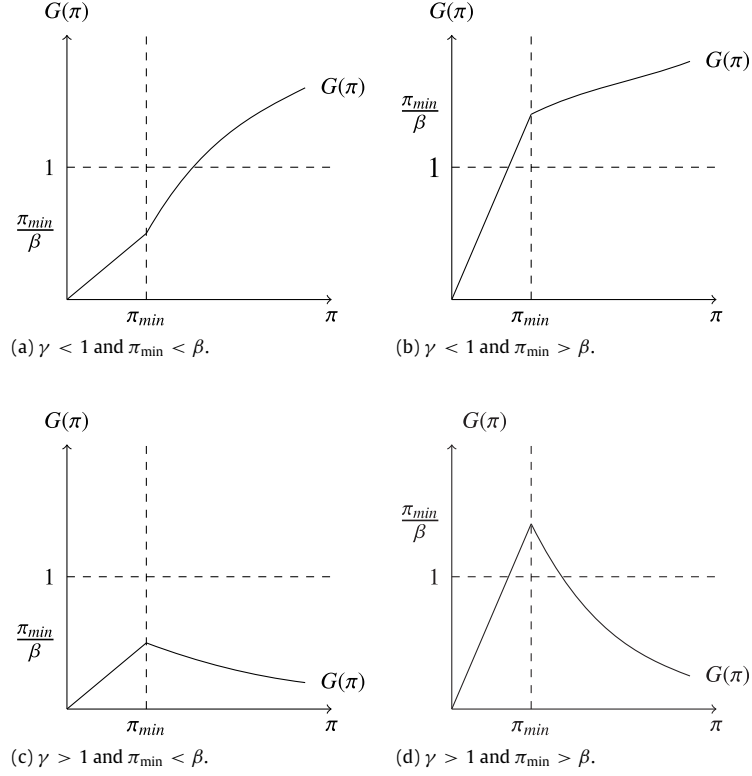 G(π) G(π)
G(π) G(π)
π_min/β
1 1
π_min/β
π_min π π_min π
(a) γ < 1 and π_min < β. (b) γ < 1 and π_min > β.
G(π) G(π)
π_min/β
1 1
π_min/β
G(π) G(π)
π_min π π_min π
(c) γ > 1 and π_min < β. (d) γ > 1 and π_min > β.